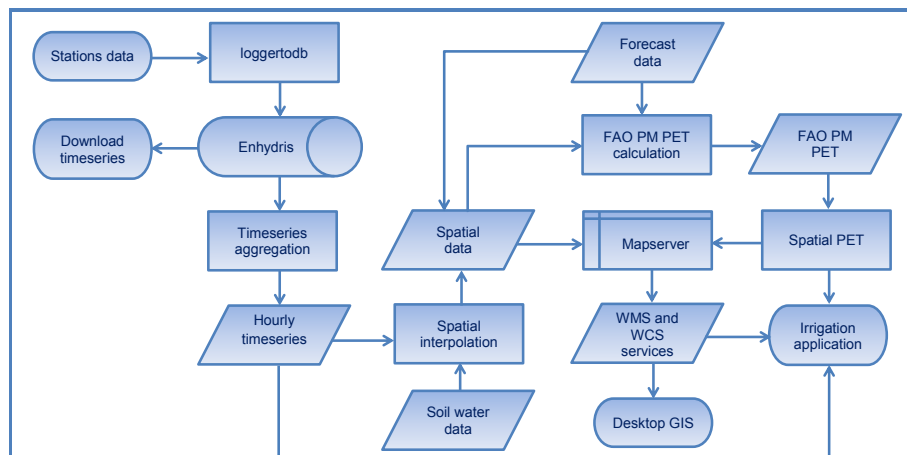 Stations data
loggertodb
Forecast
data
Download
timeseries
Enhydris
FAO PM PET
calculation
FAO PM
PET
Timeseries
aggregation
Spatial
data
Mapserver
Spatial PET
Hourly
timeseries
Spatial
interpolation
WMS and
WCS
services
Irrigation
application
Soil water
data
Desktop GIS